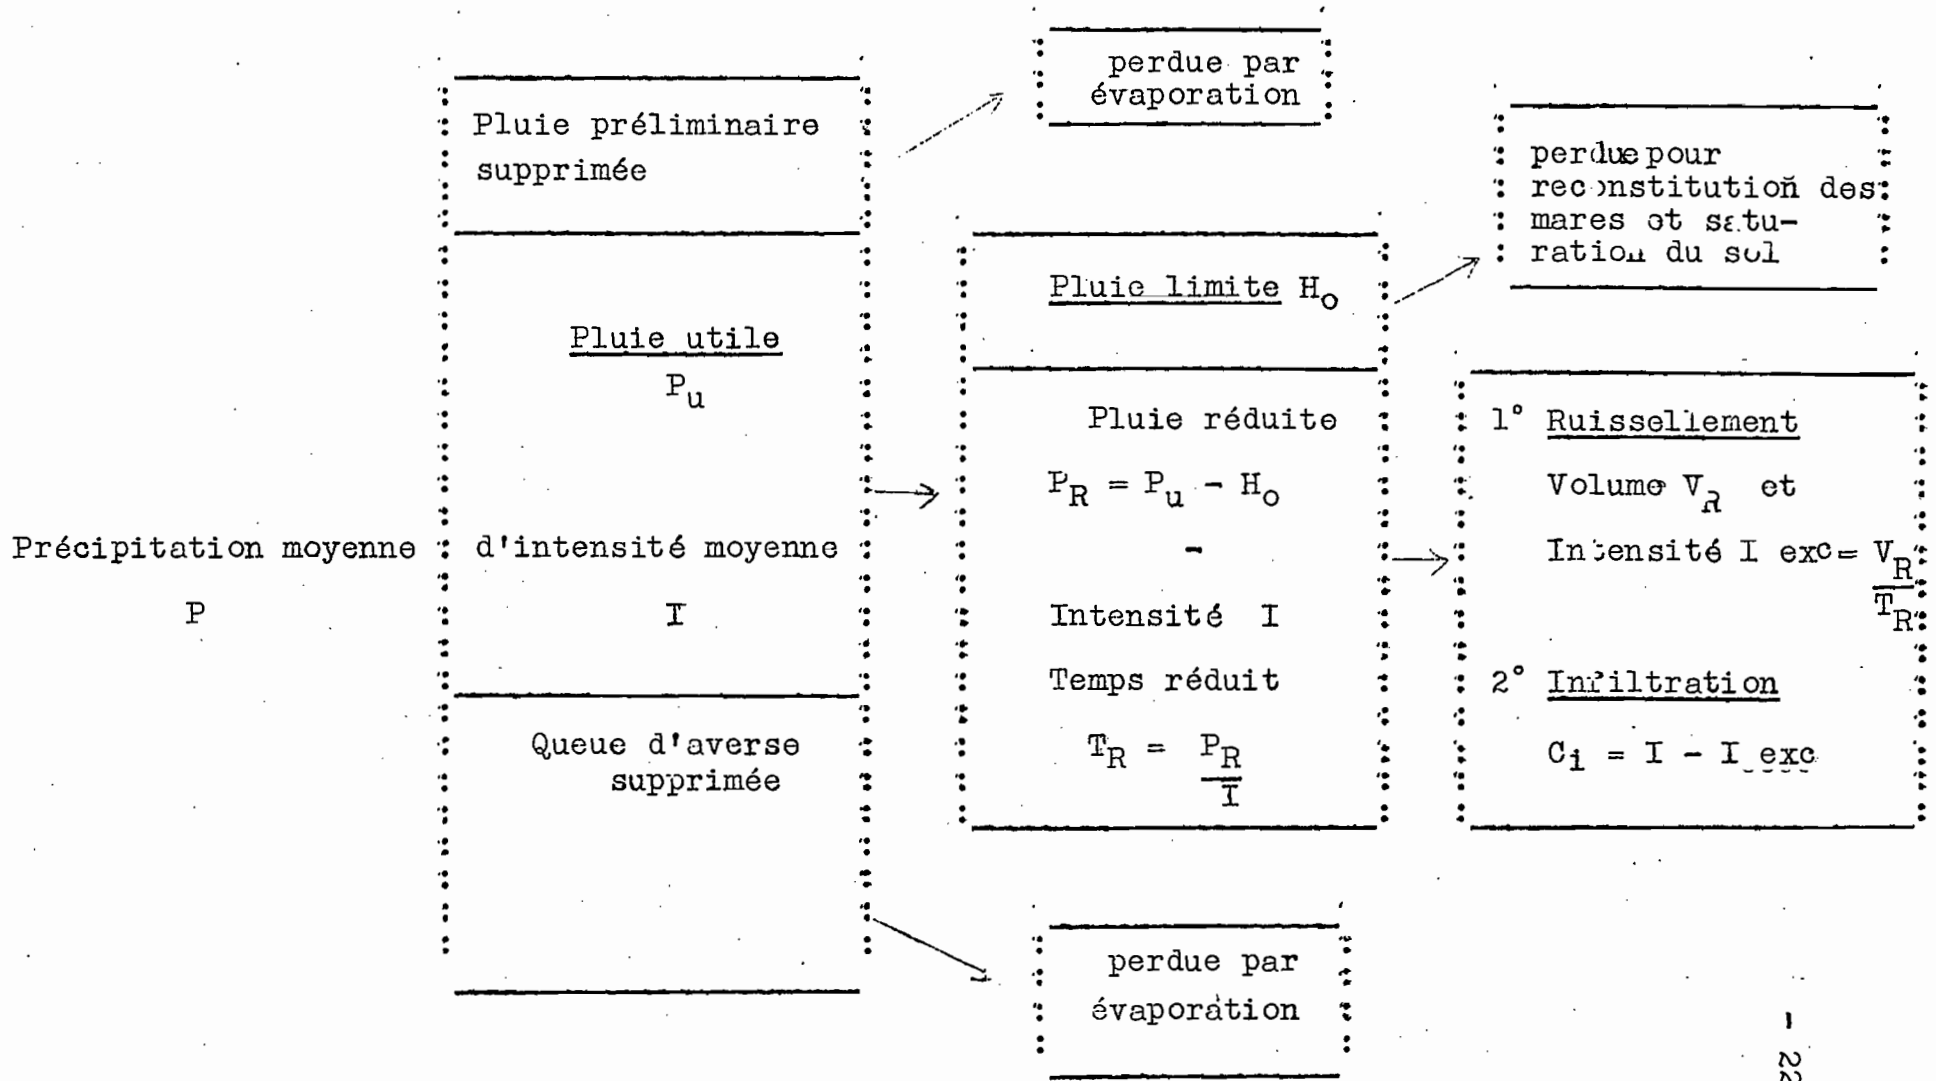 Précipitation moyenne
P
Pluie préliminaire
supprimée
Pluie utile
Pu
d'intensité moyenne
I
Queue d'averse
supprimée
perdue par
évaporation
Pluie limite Ho
Pluie réduite
PR = Pu - Ho
-
Intensité I
Temps réduit
TR = PR
I
perdue par
évaporation
perdue pour
reconstitution des
mares et satu-
ration du sol
1° Ruissellement
Volume VR et
Intensité I exc = VR
TR
2° Infiltration
Ci = I - I exc
- 22